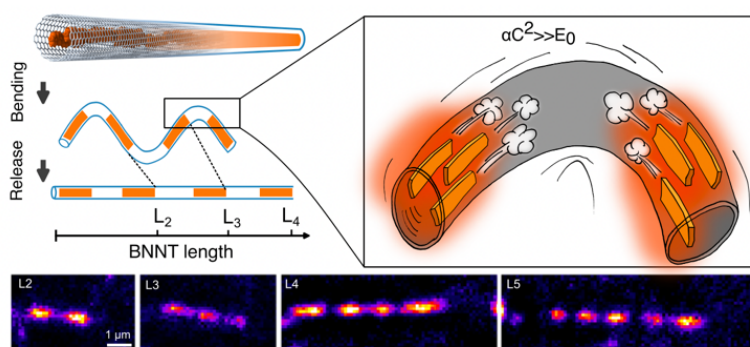 αC²>>E₀
Bending
Release
L₂
L₃
L₄
BNNT length
L2
1 µm
L3
L4
L5